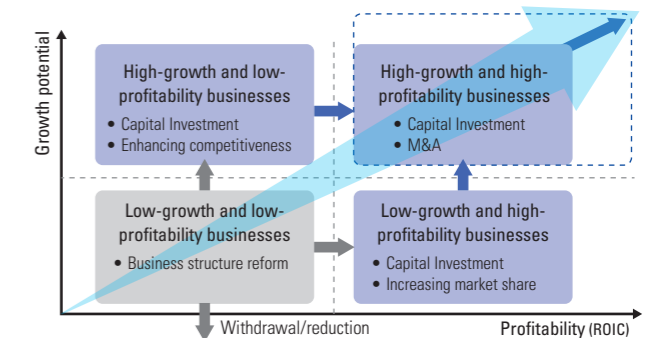 Growth potential
High-growth and low-
profitability businesses
• Capital Investment
• Enhancing competitiveness
High-growth and high-
profitability businesses
• Capital Investment
• M&A
Low-growth and low-
profitability businesses
• Business structure reform
Low-growth and high-
profitability businesses
• Capital Investment
• Increasing market share
Withdrawal/reduction
Profitability (ROIC)